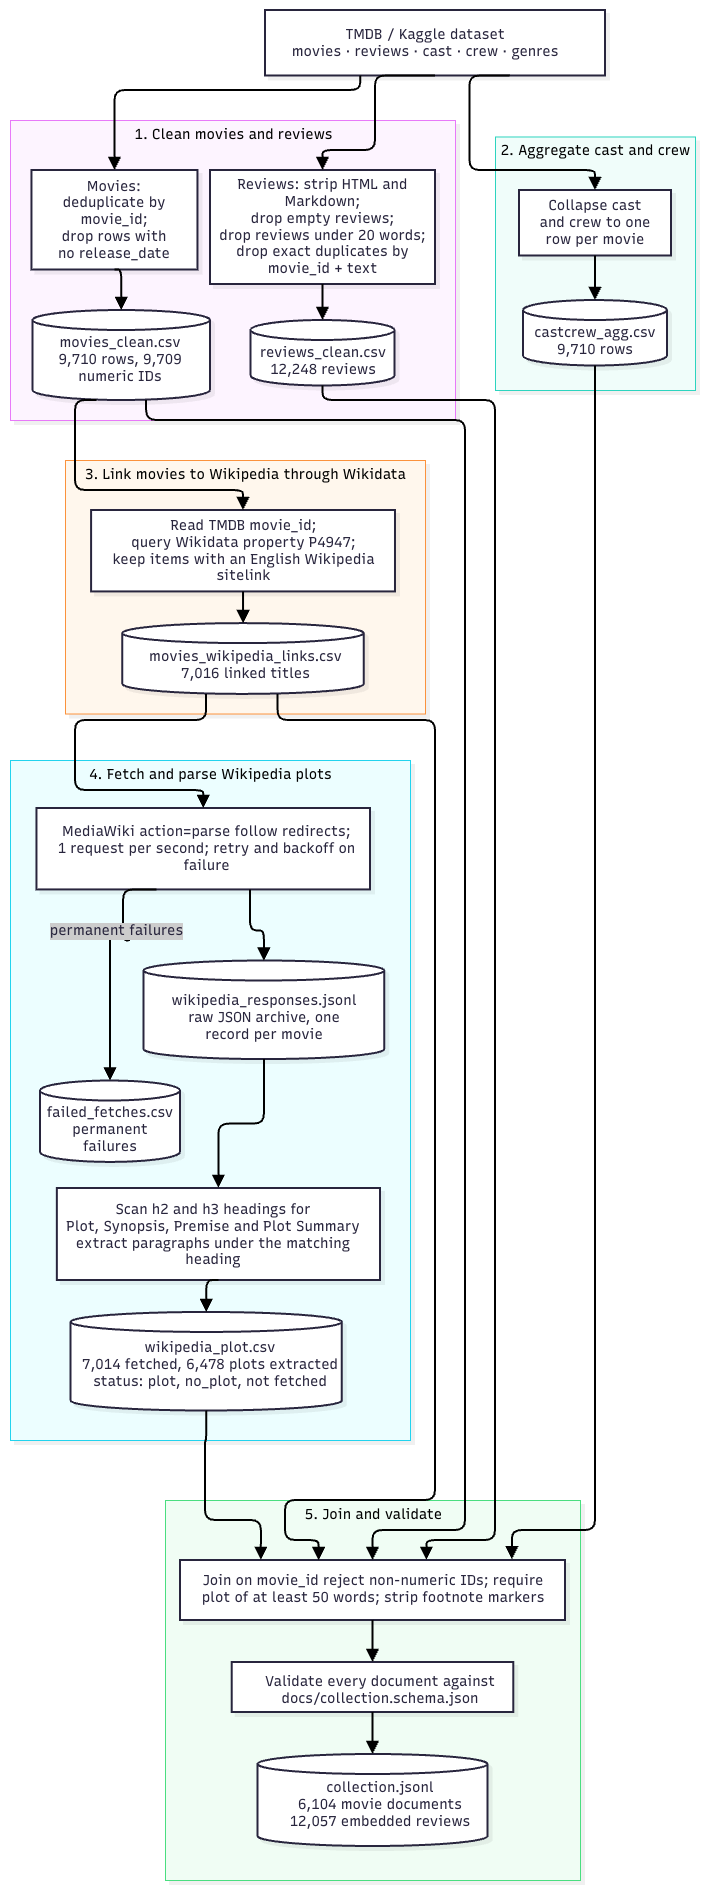 TMDB / Kaggle dataset
movies · reviews · cast · crew · genres
1. Clean movies and reviews
Movies:
deduplicate by
movie_id;
drop rows with
no release_date
Reviews: strip HTML and
Markdown;
drop empty reviews;
drop reviews under 20 words;
drop exact duplicates by
movie_id + text
movies_clean.csv
9,710 rows, 9,709
numeric IDs
reviews_clean.csv
12,248 reviews
2. Aggregate cast and crew
Collapse cast
and crew to one
row per movie
castcrew_agg.csv
9,710 rows
3. Link movies to Wikipedia through Wikidata
Read TMDB movie_id;
query Wikidata property P4947;
keep items with an English Wikipedia
sitelink
movies_wikipedia_links.csv
7,016 linked titles
4. Fetch and parse Wikipedia plots
MediaWiki action=parse follow redirects;
1 request per second; retry and backoff on
failure
permanent failures
wikipedia_responses.jsonl
raw JSON archive, one
record per movie
failed_fetches.csv
permanent
failures
Scan h2 and h3 headings for
Plot, Synopsis, Premise and Plot Summary
extract paragraphs under the matching
heading
wikipedia_plot.csv
7,014 fetched, 6,478 plots extracted
status: plot, no_plot, not fetched
5. Join and validate
Join on movie_id reject non-numeric IDs; require
plot of at least 50 words; strip footnote markers
Validate every document against
docs/collection.schema.json
collection.jsonl
6,104 movie documents
12,057 embedded reviews